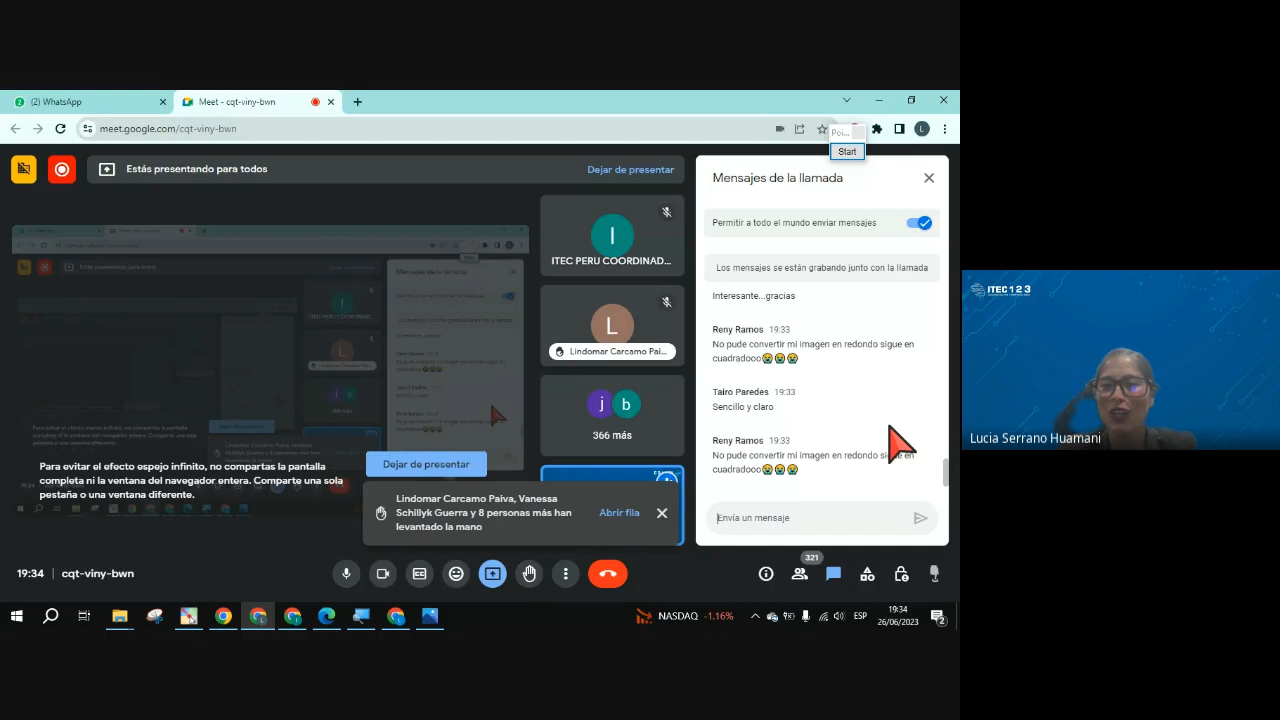 (2) WhatsApp
Meet - cqt-viny-bwn
meet.google.com/cqt-viny-bwn
Poi...
Start
L
Estás presentando para todos
Dejar de presentar
Mensajes de la llamada
Permitir a todo el mundo enviar mensajes
Los mensajes se están grabando junto con la llamada
Interesante...gracias
Reny Ramos 19:33
No pude convertir mi imagen en redondo sigue en
cuadradooo😭😭😭
Tairo Paredes 19:33
Sencillo y claro
Reny Ramos 19:33
No pude convertir mi imagen en redondo sigue en
cuadradooo😭😭😭
Envía un mensaje
I
ITEC PERU COORDINAD...
L
Lindomar Carcamo Pai...
j b
366 más
Para evitar el efecto espejo infinito, no compartas la pantalla
completa ni la ventana del navegador entera. Comparte una sola
pestaña o una ventana diferente.
Dejar de presentar
Lindomar Carcamo Paiva, Vanessa
Schillyk Guerra y 8 personas más han
levantado la mano
Abrir fila
19:34 cqt-viny-bwn
321
NASDAQ -1.16%
ESP
19:34
26/06/2023
2
ITEC 1 2 3
Lucia Serrano Huamani